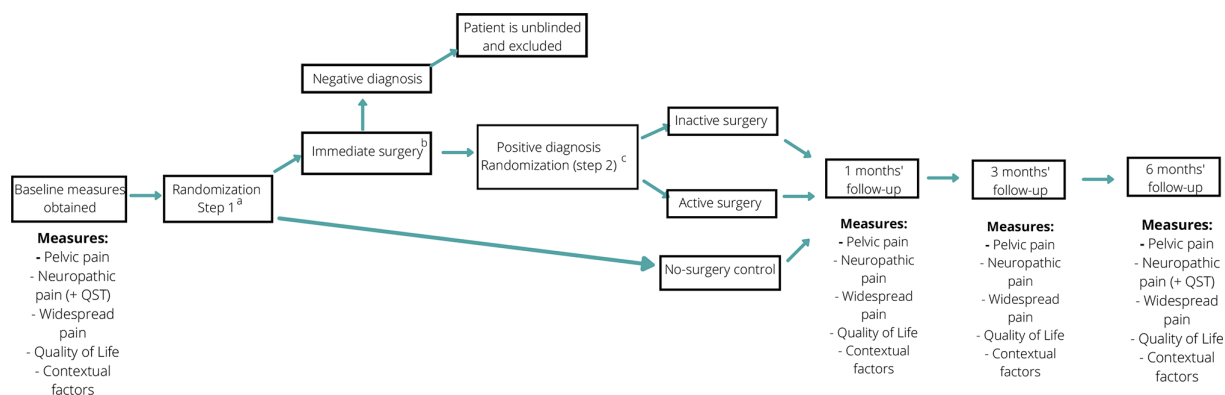 Patient is unblinded
and excluded
Negative diagnosis
Immediate surgery b
Positive diagnosis
Randomization (step 2) c
Inactive surgery
Active surgery
No-surgery control
Baseline measures
obtained
Randomization
Step 1 a
1 months'
follow-up
3 months'
follow-up
6 months'
follow-up
Measures:
- Pelvic pain
- Neuropathic
pain (+ QST)
- Widespread
pain
- Quality of Life
- Contextual
factors
Measures:
- Pelvic pain
- Neuropathic
pain
- Widespread
pain
- Quality of Life
- Contextual
factors
Measures:
- Pelvic pain
- Neuropathic
pain
- Widespread
pain
- Quality of Life
- Contextual
factors
Measures:
- Pelvic pain
- Neuropathic
pain (+ QST)
- Widespread
pain
- Quality of Life
- Contextual
factors